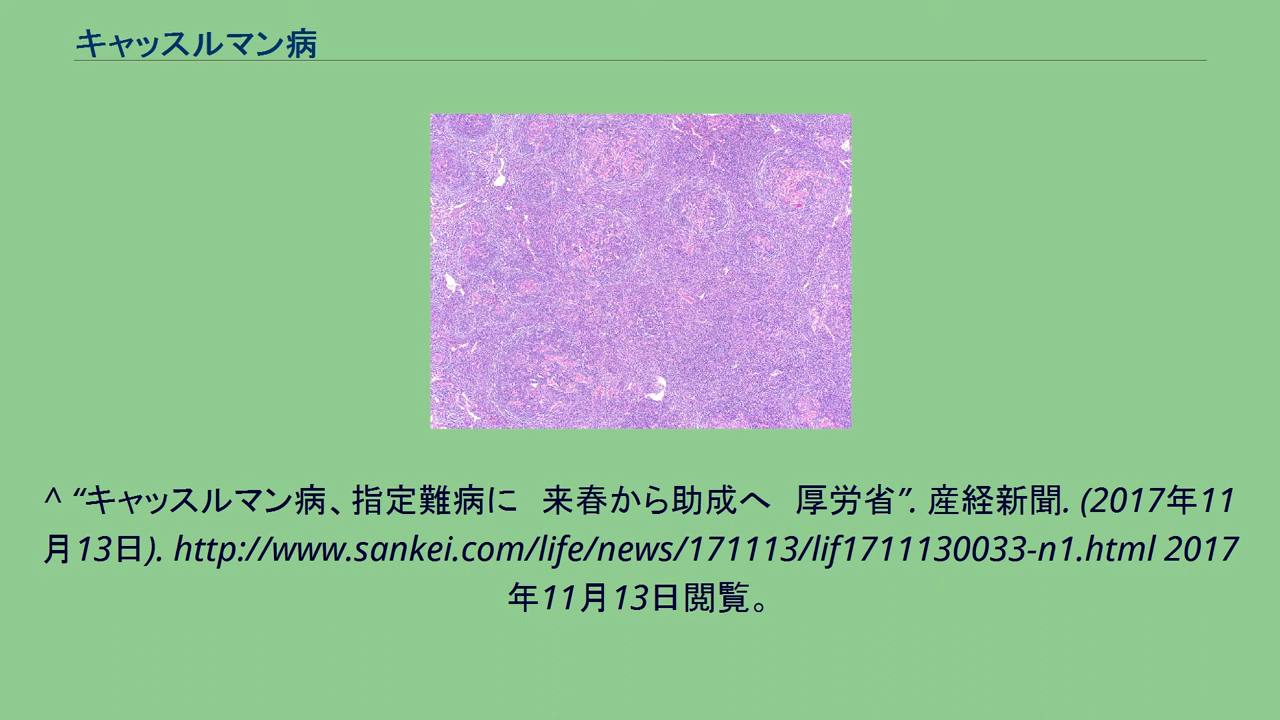 キャッスルマン病
^ “キャッスルマン病、指定難病に　来春から助成へ　厚労省”. 産経新聞. (2017年11
月13日). http://www.sankei.com/life/news/171113/lif1711130033-n1.html 2017
年11月13日閲覧。